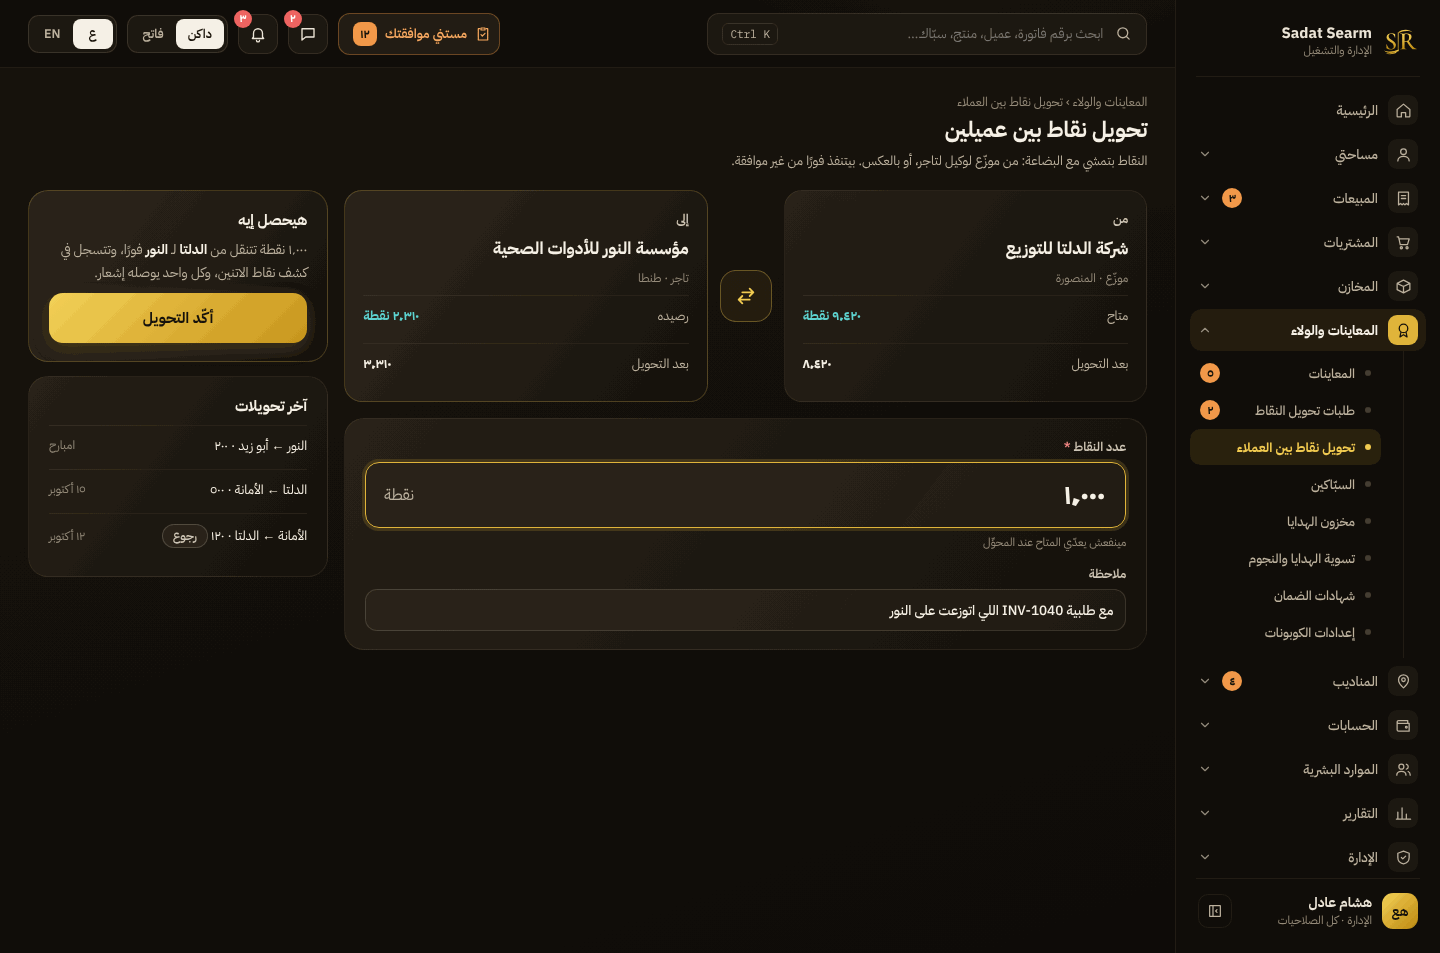 Sadat Searm
الإدارة والتشغيل
SR
ابحث برقم فاتورة، عميل، منتج، سبّاك...
Ctrl K
مستني موافقتك
١٢
٢
٣
داكن
فاتح
ع
EN
الرئيسية
مساحتي
المبيعات
٣
المشتريات
المخازن
المعاينات والولاء
المعاينات
٥
طلبات تحويل النقاط
٢
تحويل نقاط بين العملاء
السبّاكين
مخزون الهدايا
تسوية الهدايا والنجوم
شهادات الضمان
إعدادات الكوبونات
المناديب
٤
الحسابات
الموارد البشرية
التقارير
الإدارة
هع
هشام عادل
الإدارة · كل الصلاحيات
المعاينات والولاء › تحويل نقاط بين العملاء
تحويل نقاط بين عميلين
النقاط بتمشي مع البضاعة: من موزّع لوكيل لتاجر، أو بالعكس. بيتنفذ فورًا من غير موافقة.
من
شركة الدلتا للتوزيع
موزّع · المنصورة
متاح
٩,٤٢٠ نقطة
بعد التحويل
٨,٤٢٠
إلى
مؤسسة النور للأدوات الصحية
تاجر · طنطا
رصيده
٢,٣١٠ نقطة
بعد التحويل
٣,٣١٠
عدد النقاط *
١,٠٠٠
نقطة
مينفعش يعدّي المتاح عند المحوّل
ملاحظة
مع طلبية INV-1040 اللي اتوزعت على النور
هيحصل إيه
١,٠٠٠ نقطة تتنقل من الدلتا لـ النور فورًا، وتتسجل في
كشف نقاط الاتنين، وكل واحد يوصله إشعار.
أكّد التحويل
آخر تحويلات
النور ← أبو زيد · ٢٠٠
امبارح
الدلتا ← الأمانة · ٥٠٠
١٥ أكتوبر
الأمانة ← الدلتا · ١٢٠ رجوع
١٢ أكتوبر